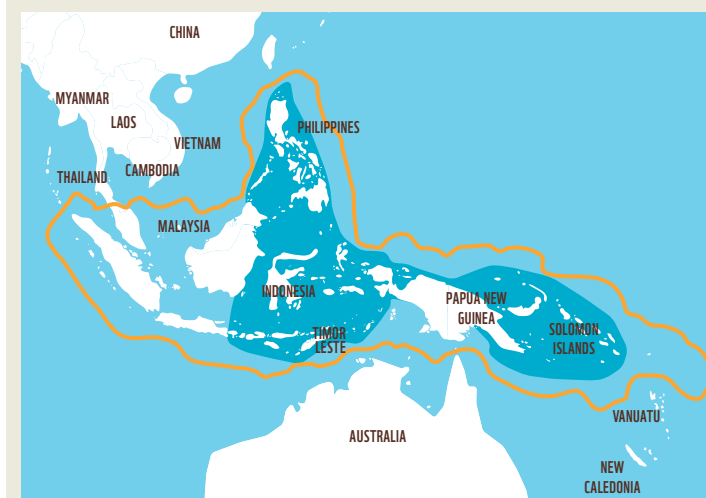 CHINA
MYANMAR
LAOS
PHILIPPINES
VIETNAM
CAMBODIA
THAILAND
MALAYSIA
INDONESIA
PAPUA NEW
GUINEA
TIMOR
LESTE
SOLOMON
ISLANDS
VANUATU
AUSTRALIA
NEW
CALEDONIA